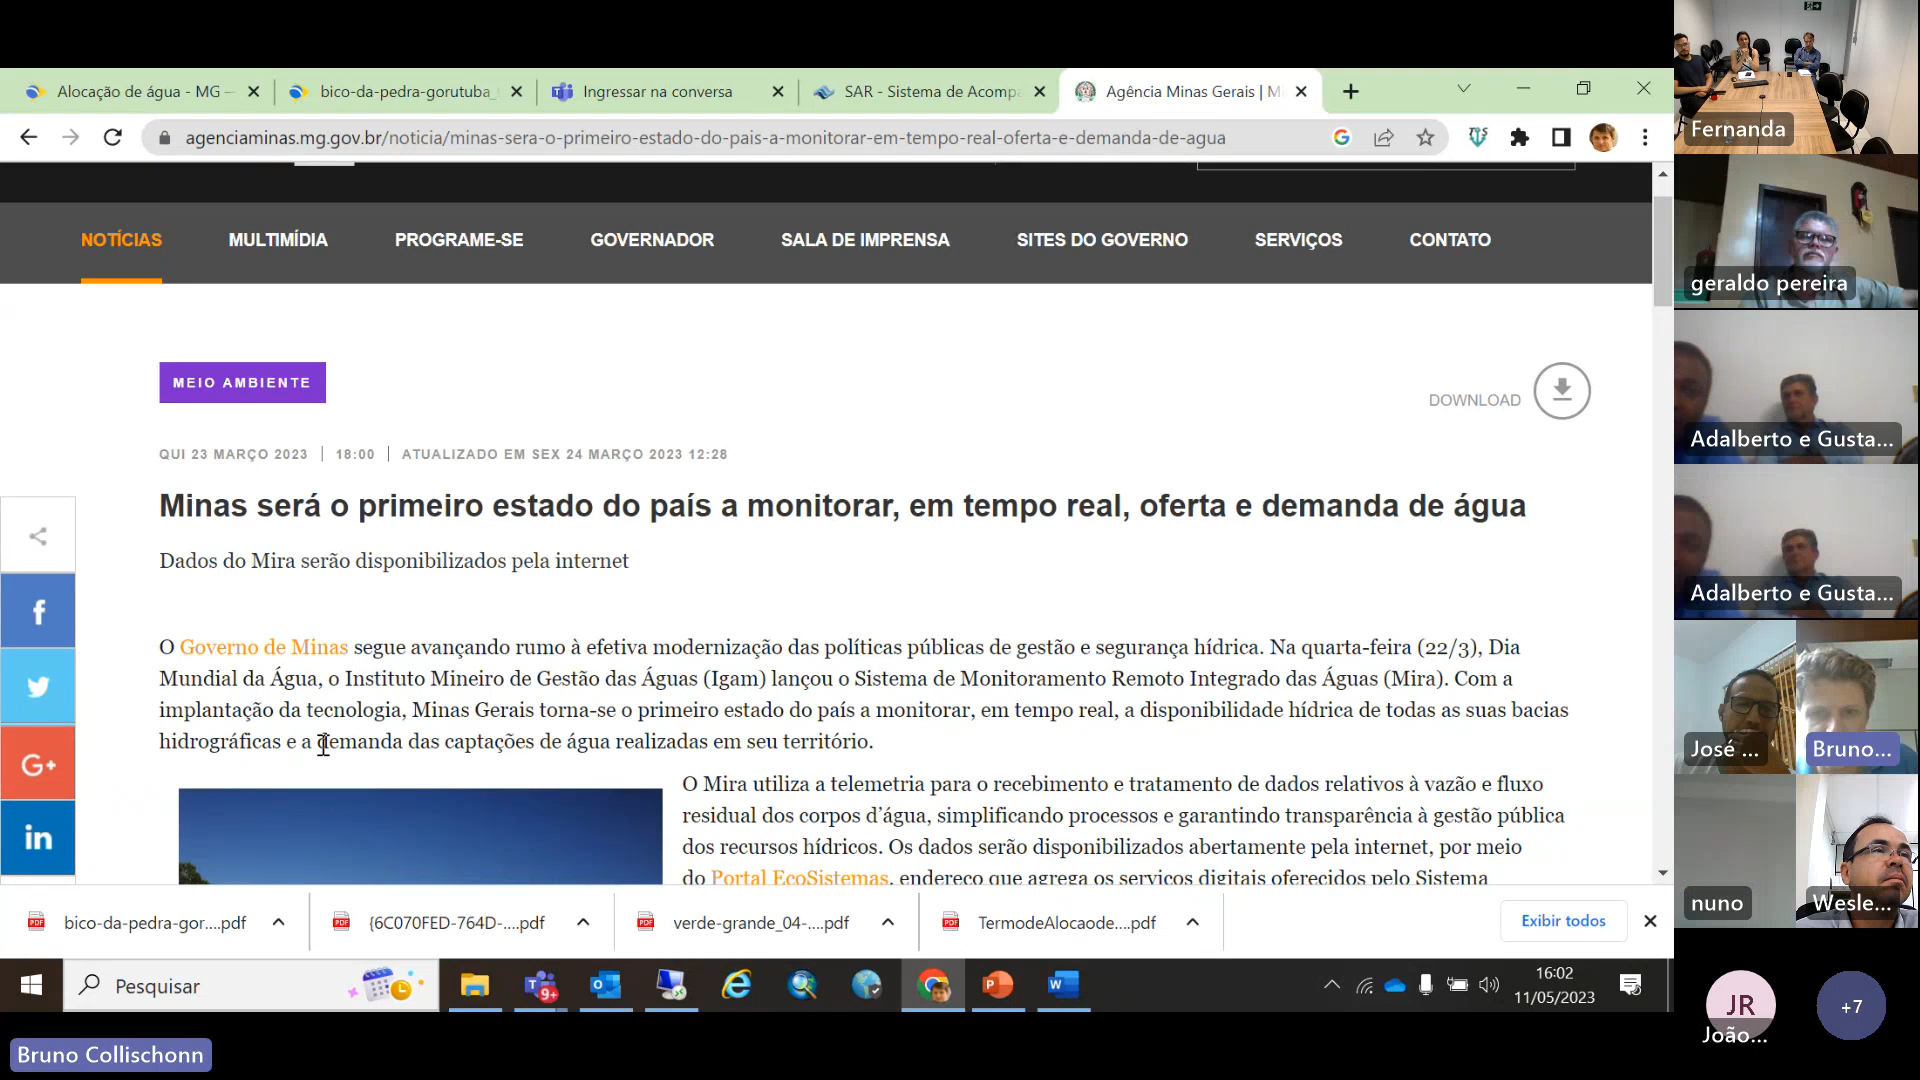 Alocação de água - MG –
bico-da-pedra-gorutuba_
Ingressar na conversa
SAR - Sistema de Acompa
Agência Minas Gerais | M
agenciaminas.mg.gov.br/noticia/minas-sera-o-primeiro-estado-do-pais-a-monitorar-em-tempo-real-oferta-e-demanda-de-agua
NOTÍCIAS
MULTIMÍDIA
PROGRAME-SE
GOVERNADOR
SALA DE IMPRENSA
SITES DO GOVERNO
SERVIÇOS
CONTATO
MEIO AMBIENTE
DOWNLOAD
QUI 23 MARÇO 2023 | 18:00 | ATUALIZADO EM SEX 24 MARÇO 2023 12:28
Minas será o primeiro estado do país a monitorar, em tempo real, oferta e demanda de água
Dados do Mira serão disponibilizados pela internet
O Governo de Minas segue avançando rumo à efetiva modernização das políticas públicas de gestão e segurança hídrica. Na quarta-feira (22/3), Dia
Mundial da Água, o Instituto Mineiro de Gestão das Águas (Igam) lançou o Sistema de Monitoramento Remoto Integrado das Águas (Mira). Com a
implantação da tecnologia, Minas Gerais torna-se o primeiro estado do país a monitorar, em tempo real, a disponibilidade hídrica de todas as suas bacias
hidrográficas e a demanda das captações de água realizadas em seu território.
O Mira utiliza a telemetria para o recebimento e tratamento de dados relativos à vazão e fluxo
residual dos corpos d'água, simplificando processos e garantindo transparência à gestão pública
dos recursos hídricos. Os dados serão disponibilizados abertamente pela internet, por meio
do Portal EcoSistemas, endereço que agrega os serviços digitais oferecidos pelo Sistema
f
G+
in
bico-da-pedra-gor....pdf
{6C070FED-764D-....pdf
verde-grande_04-....pdf
TermodeAlocaode....pdf
Exibir todos
Pesquisar
9+
16:02
11/05/2023
Bruno Collischonn
Fernanda
geraldo pereira
Adalberto e Gusta...
Adalberto e Gusta...
José ...
Bruno...
nuno
Wesle...
JR
João...
+7